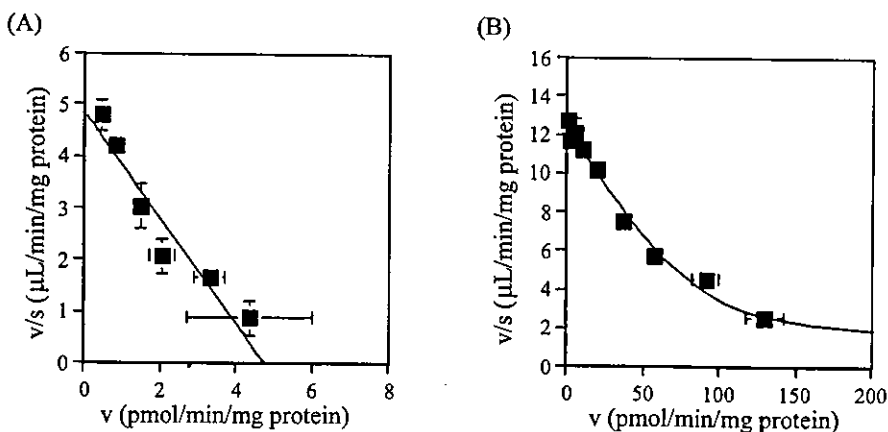 (A)
v/s (μL/min/mg protein)
6
5
4
3
2
1
0
0 2 4 6 8
v (pmol/min/mg protein)
(B)
v/s (μL/min/mg protein)
16
14
12
10
8
6
4
2
0
0 50 100 150 200
v (pmol/min/mg protein)